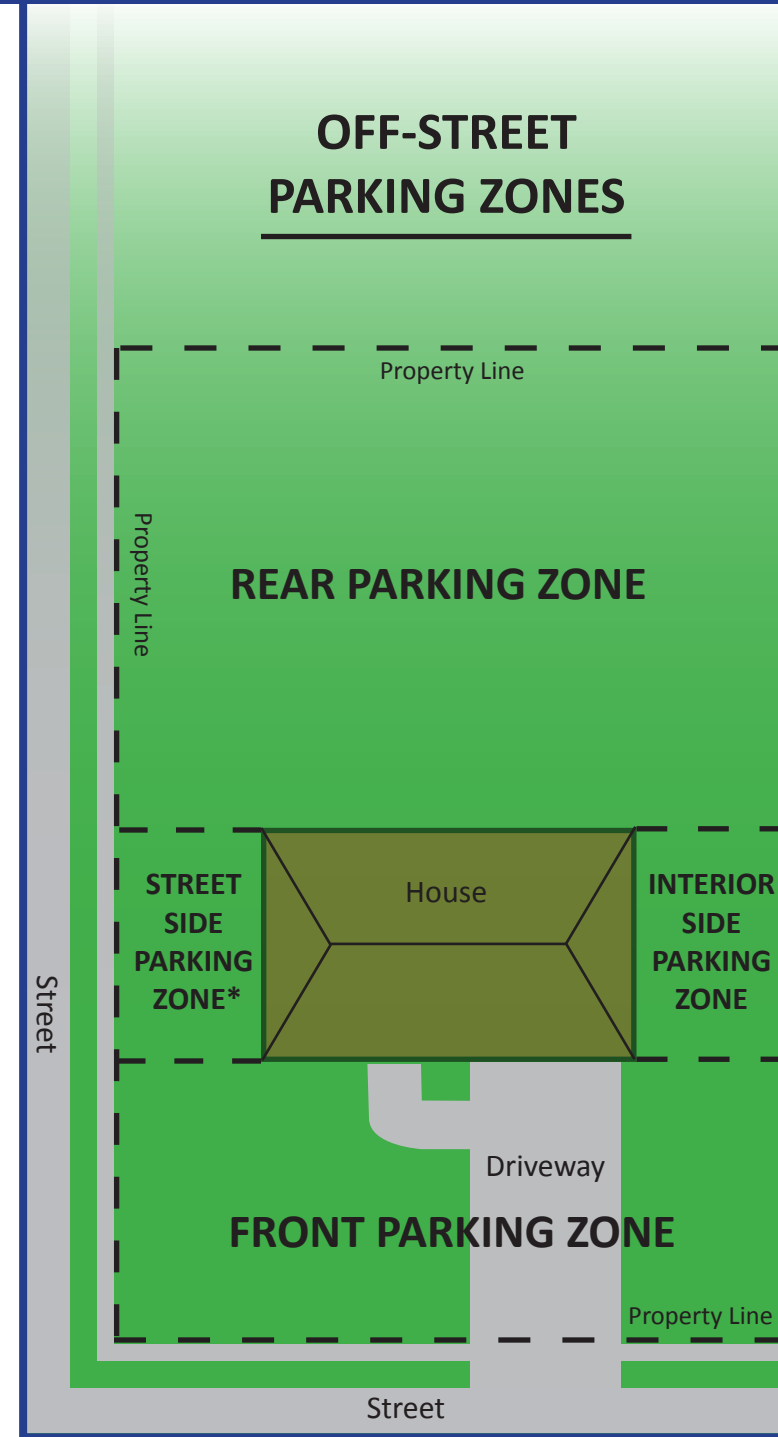 OFF-STREET
PARKING ZONES
Property Line
Property Line
REAR PARKING ZONE
House
STREET
SIDE
PARKING
ZONE*
INTERIOR
SIDE
PARKING
ZONE
Street
Driveway
FRONT PARKING ZONE
Property Line
Street